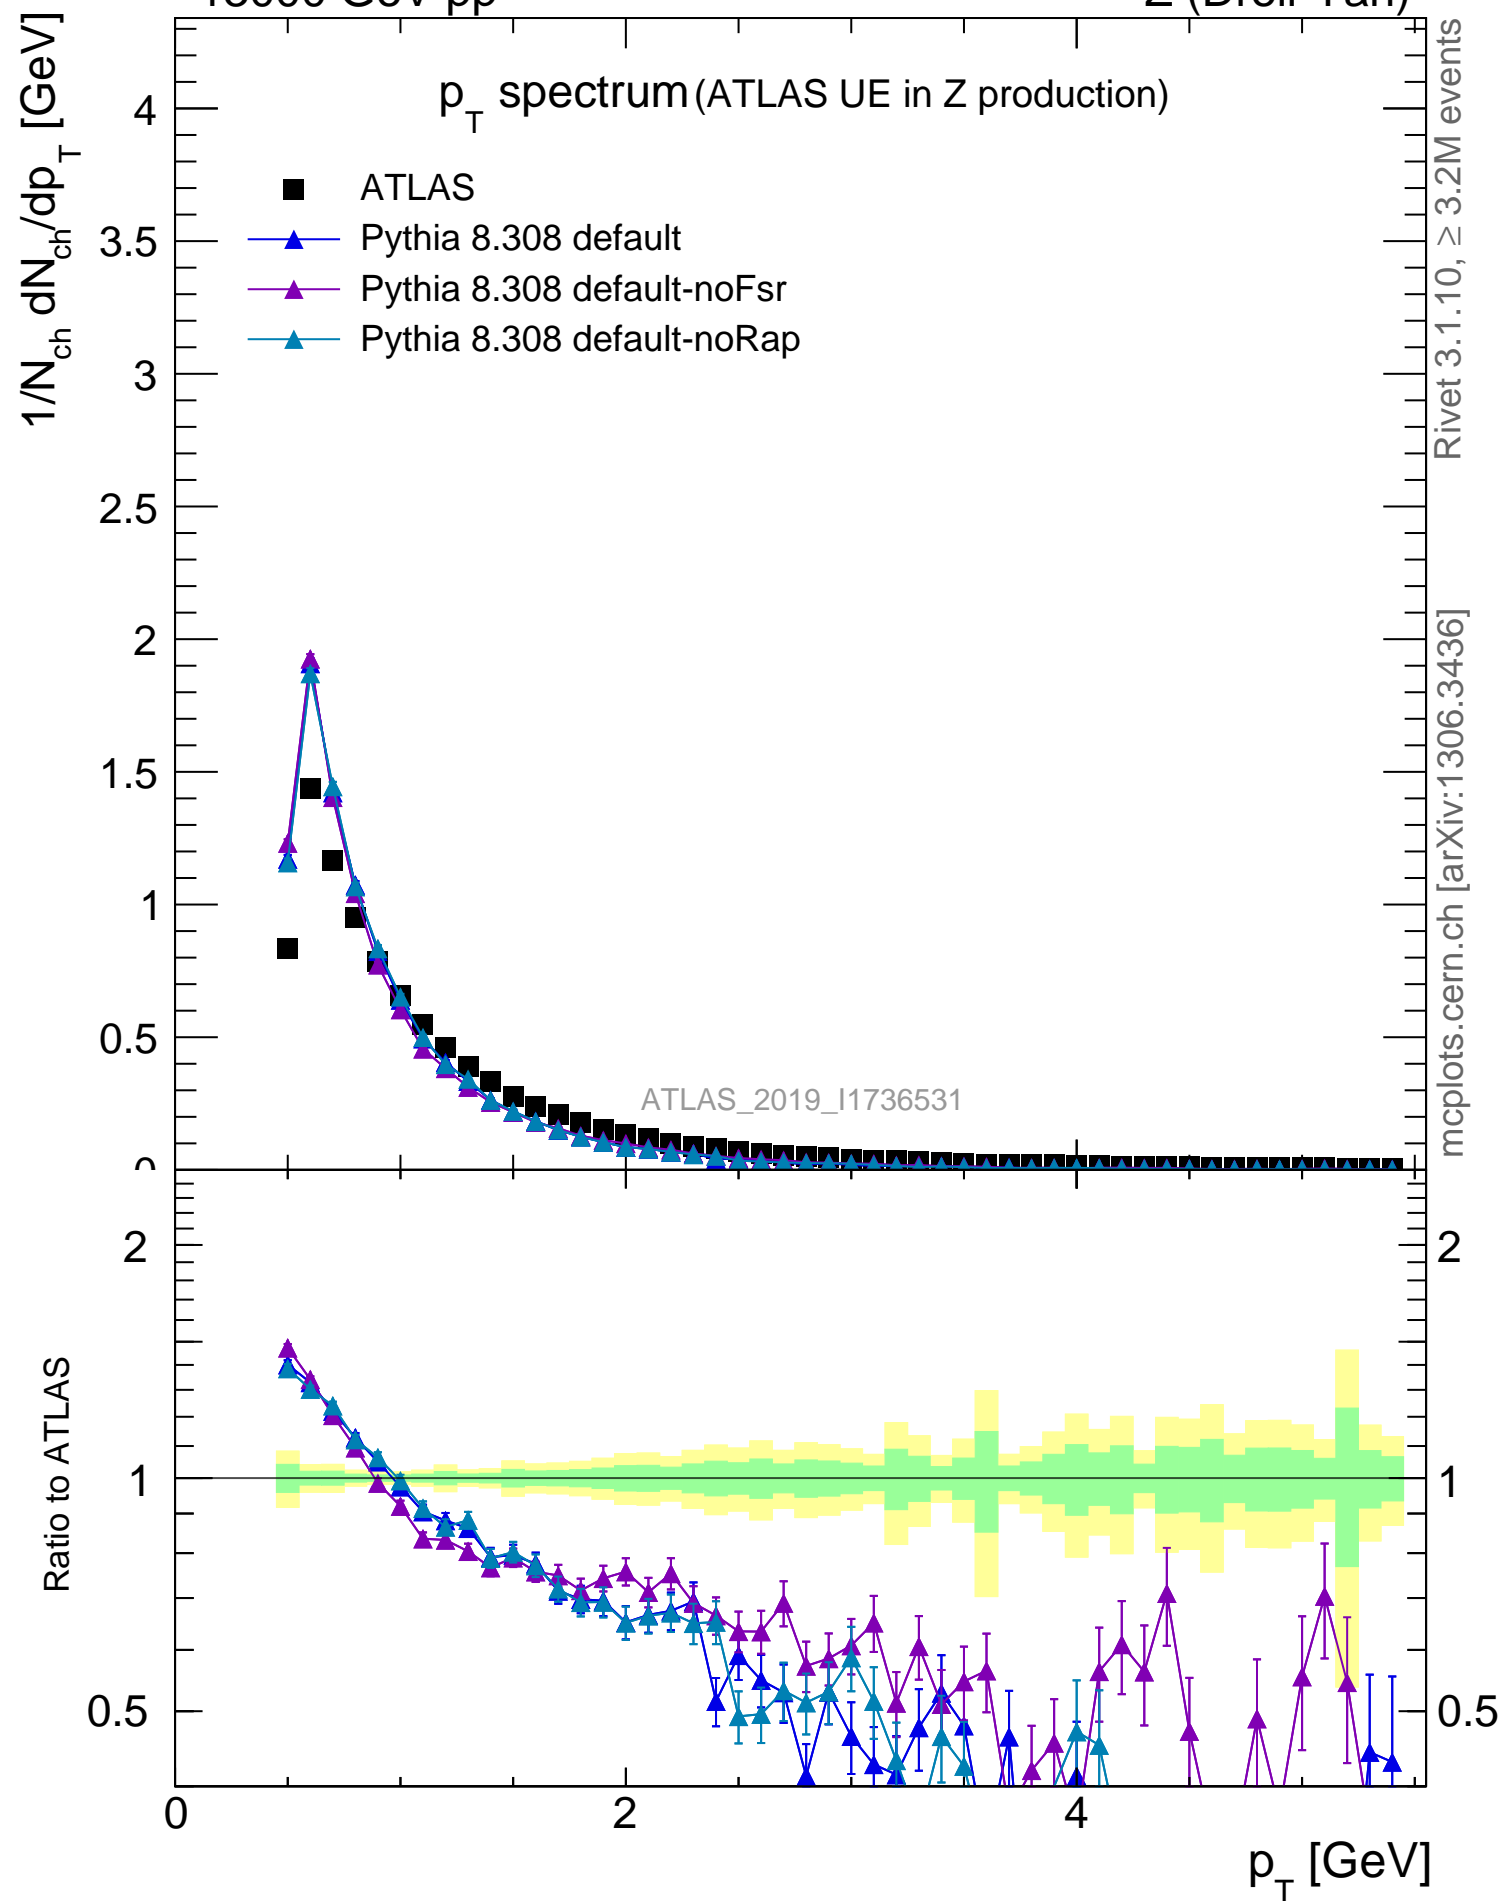 p_T spectrum (ATLAS UE in Z production)
ATLAS
Pythia 8.308 default
Pythia 8.308 default-noFsr
Pythia 8.308 default-noRap
1/N_ch dN_ch/dp_T [GeV]
4
3.5
3
2.5
2
1.5
1
0.5
ATLAS_2019_I1736531
Rivet 3.1.10, ≥ 3.2M events
mcplots.cern.ch [arXiv:1306.3436]
Ratio to ATLAS
2
1
0.5
2
1
0.5
0
2
4
p_T [GeV]